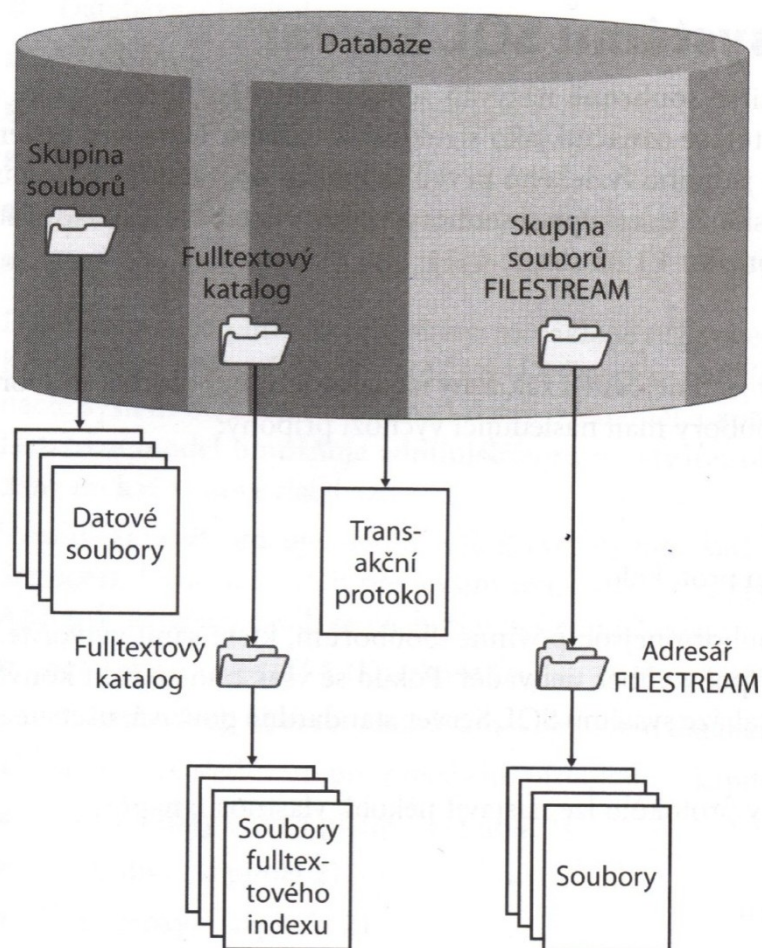 Databáze
Skupina
souborů
Fulltextový
katalog
Skupina
souborů
FILESTREAM
Datové
soubory
Trans-
akční
protokol
Fulltextový
katalog
Adresář
FILESTREAM
Soubory
fulltex-
tového
indexu
Soubory